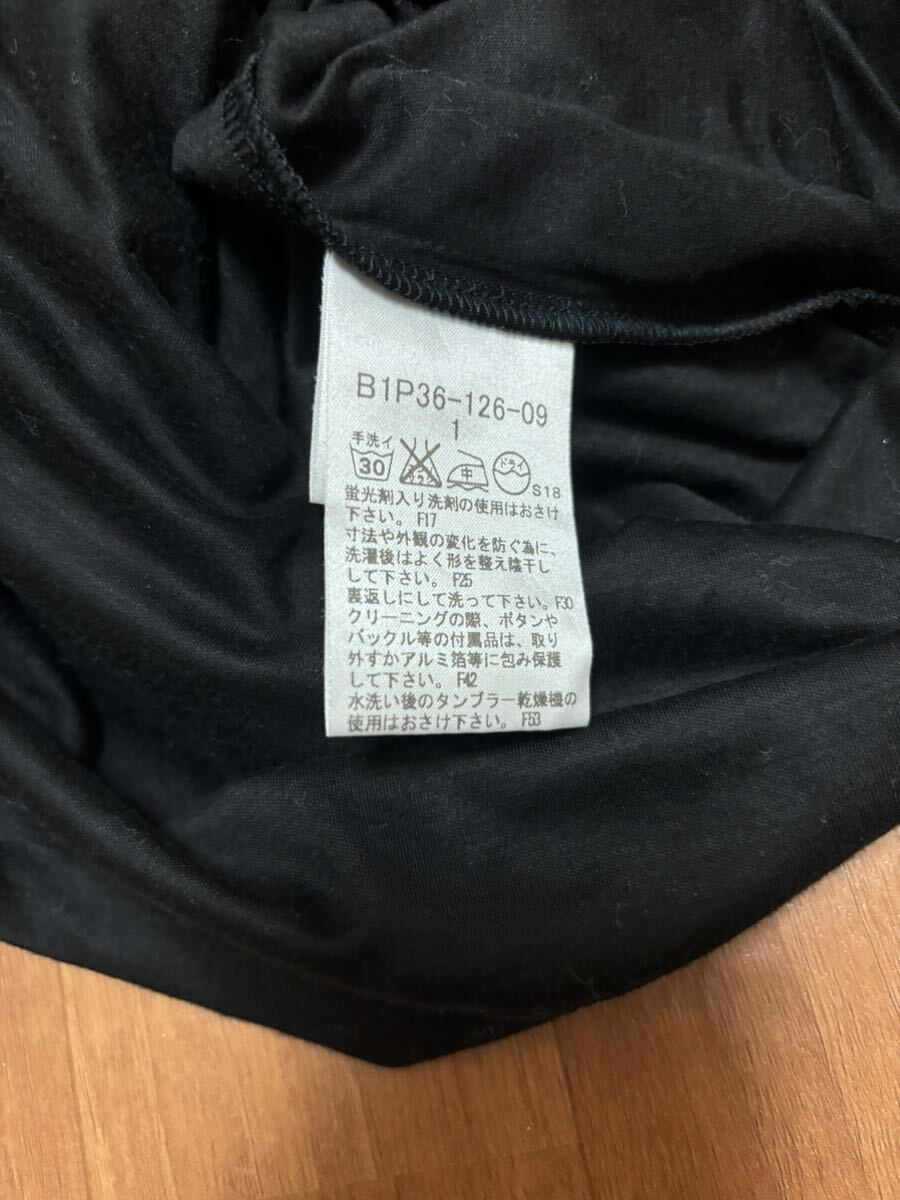 B1P36-126-09
1
手洗イ
30 中 ドライ S18
蛍光剤入り洗剤の使用はおさけ
下さい。F17
寸法や外観の変化を防ぐ為に、
洗濯後はよく形を整え陰干し
して下さい。F25
裏返しにして洗って下さい。F30
クリーニングの際、ボタンや
バックル等の付属品は、取り
外すかアルミ箔等に包み保護
して下さい。F42
水洗い後のタンブラー乾燥機の
使用はおさけ下さい。F53